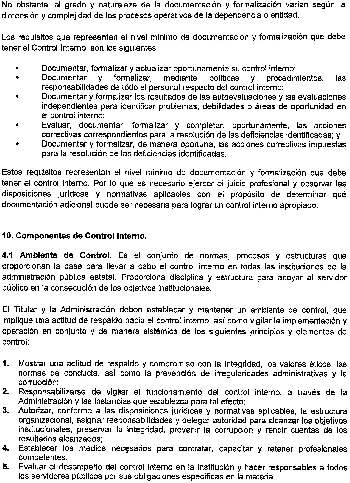 No obstante, el grado y naturaleza de la documentación y formalización varían según la
dimensión y complejidad de los procesos operativos de la dependencia o entidad.
Los requisitos que representan el nivel mínimo de documentación y formalización que debe
tener el Control Interno, son los siguientes:
• Documentar, formalizar y actualizar oportunamente su control interno;
• Documentar y formalizar, mediante políticas y procedimientos, las
responsabilidades de todo el personal respecto del control interno;
• Documentar y formalizar los resultados de las autoevaluaciones y las evaluaciones
independientes para identificar problemas, debilidades o áreas de oportunidad en
el control interno;
• Evaluar, documentar, formalizar y completar, oportunamente, las acciones
correctivas correspondientes para la resolución de las deficiencias identificadas; y
• Documentar y formalizar, de manera oportuna, las acciones correctivas impuestas
para la resolución de las deficiencias identificadas.
Estos requisitos representan el nivel mínimo de documentación y formalización que debe
tener el control interno. Por lo que es necesario ejercer el juicio profesional y observar las
disposiciones jurídicas y normativas aplicables con el propósito de determinar qué
documentación adicional puede ser necesaria para lograr un control interno apropiado.
10. Componentes de Control Interno.
4.1 Ambiente de Control. Es el conjunto de normas, procesos y estructuras que
proporcionan la base para llevar a cabo el control interno en todas las instituciones de la
administración pública estatal. Proporciona disciplina y estructura para apoyar al servidor
público en la consecución de los objetivos institucionales.
El Titular y la Administración deben establecer y mantener un ambiente de control, que
implique una actitud de respaldo hacia el control interno, así como vigilar la implementación y
operación en conjunto y de manera sistémica de los siguientes principios y elementos de
control:
1. Mostrar una actitud de respaldo y compromiso con la integridad, los valores éticos, las
normas de conducta, así como la prevención de irregularidades administrativas y la
corrupción;
2. Responsabilizarse de vigilar el funcionamiento del control interno, a través de la
Administración y las instancias que establezca para tal efecto;
3. Autorizar, conforme a las disposiciones jurídicas y normativas aplicables, la estructura
organizacional, asignar responsabilidades y delegar autoridad para alcanzar los objetivos
institucionales, preservar la integridad, prevenir la corrupción y rendir cuentas de los
resultados alcanzados;
4. Establecer los medios necesarios para contratar, capacitar y retener profesionales
competentes.
5. Evaluar el desempeño del control interno en la institución y hacer responsables a todos
los servidores públicos por sus obligaciones específicas en la materia.